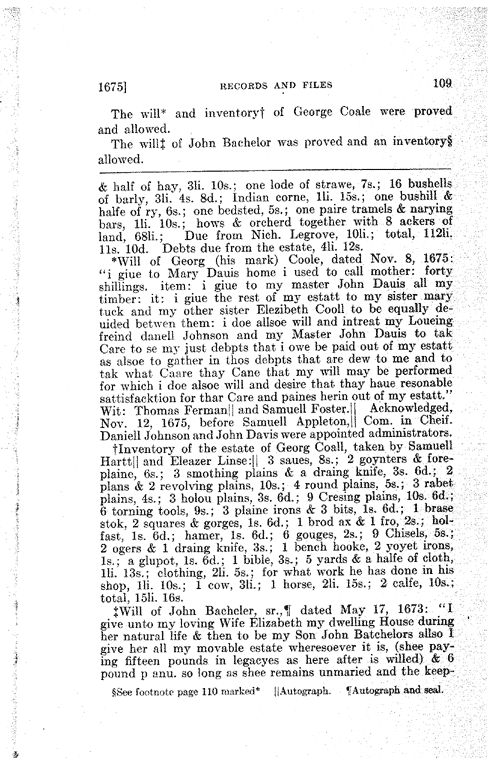 1675] RECORDS AND FILES 109
The will* and inventory† of George Coale were proved
and allowed.
The will‡ of John Bachelor was proved and an inventory§
allowed.
& half of hay, 3li. 10s.; one lode of strawe, 7s.; 16 bushells
of barly, 3li. 4s. 8d.; Indian corne, 1li. 15s.; one bushill &
halfe of ry, 6s.; one bedsted, 5s.; one paire tramels & narying
bars, 1li. 10s.; hows & orcherd together with 8 ackers of
land, 68li.; Due from Nich. Legrove, 10li.; total, 112li.
11s. 10d. Debts due from the estate, 4li. 12s.
*Will of Georg (his mark) Coole, dated Nov. 8, 1675:
"i giue to Mary Dauis home i used to call mother: forty
shillings. item: i giue to my master John Dauis all my
timber: it: i giue the rest of my estatt to my sister mary
tuck and my other sister Elezibeth Cooll to be equally de-
uided betwen them: i doe allsoe will and intreat my Loueing
freind danell Johnson and my Master John Dauis to tak
Care to se my just debpts that i owe be paid out of my estatt
as alsoe to gather in thos debpts that are dew to me and to
tak what Caare thay Cane that my will may be performed
for which i doe alsoe will and desire that thay haue resonable
sattisfacktion for thar Care and paines herin out of my estatt."
Wit: Thomas Ferman|| and Samuell Foster.|| Acknowledged,
Nov. 12, 1675, before Samuell Appleton,|| Com. in Cheif.
Daniell Johnson and John Davis were appointed administrators.
†Inventory of the estate of Georg Coall, taken by Samuell
Hartt|| and Eleazer Linse:|| 3 saues, 8s.; 2 goynters & fore-
plaine, 6s.; 3 smothing plains & a draing knife, 3s. 6d.; 2
plans & 2 revolving plains, 10s.; 4 round plains, 5s.; 3 rabet
plains, 4s.; 3 holou plains, 3s. 6d.; 9 Cresing plains, 10s. 6d.;
6 torning tools, 9s.; 3 plaine irons & 3 bits, 1s. 6d.; 1 brase
stok, 2 squares & gorges, 1s. 6d.; 1 brod ax & 1 fro, 2s.; hol-
fast, 1s. 6d.; hamer, 1s. 6d.; 6 gouges, 2s.; 9 Chisels, 5s.;
2 ogers & 1 draing knife, 3s.; 1 bench hooke, 2 yoyet irons,
1s.; a glupot, 1s. 6d.; 1 bible, 3s.; 5 yards & a halfe of cloth,
1li. 13s.; clothing, 2li. 5s.; for what work he has done in his
shop, 1li. 10s.; 1 cow, 3li.; 1 horse, 2li. 15s.; 2 calfe, 10s.;
total, 15li. 16s.
‡Will of John Bacheler, sr.,¶ dated May 17, 1673: "I
give unto my loving Wife Elizabeth my dwelling House during
her natural life & then to be my Son John Batchelors allso I
give her all my movable estate wheresoever it is, (shee pay-
ing fifteen pounds in legacyes as here after is willed) & 6
pound p anu. so long as shee remains unmaried and the keep-
§See footnote page 110 marked* ||Autograph. ¶Autograph and seal.